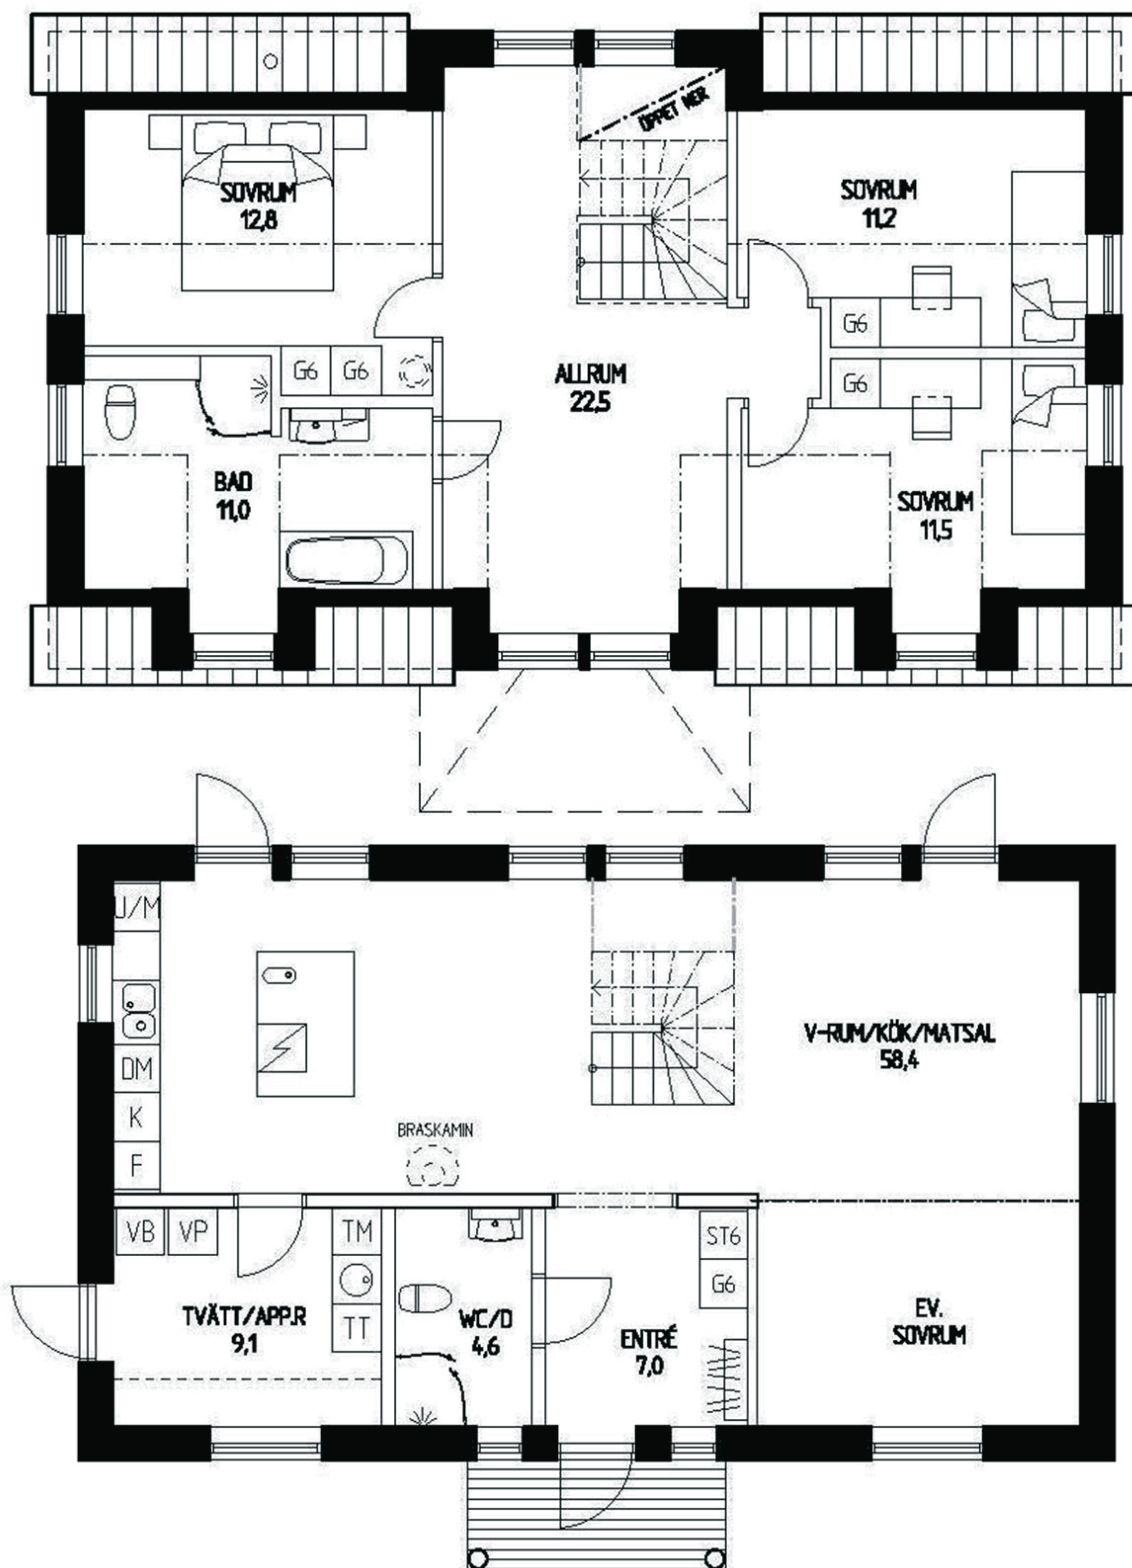 ÖPPET NER
SOVRUM
12,8
SOVRUM
11,2
G6
G6
G6
ALLRUM
22,5
G6
BAD
11,0
SOVRUM
11,5
U/M
V-RUM/KÖK/MATSAL
58,4
DM
K
BRASKAMIN
F
VB
VP
TM
ST6
G6
TVÄTT/APP.R
9,1
TT
WC/D
4,6
ENTRÉ
7,0
EV.
SOVRUM